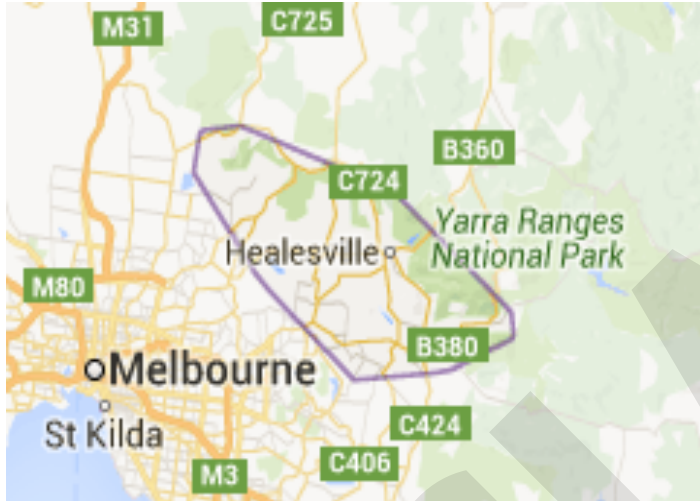 C725
M31
B360
C724
Yarra Ranges
National Park
Healesville
M80
B380
Melbourne
St Kilda
C424
C406
M3